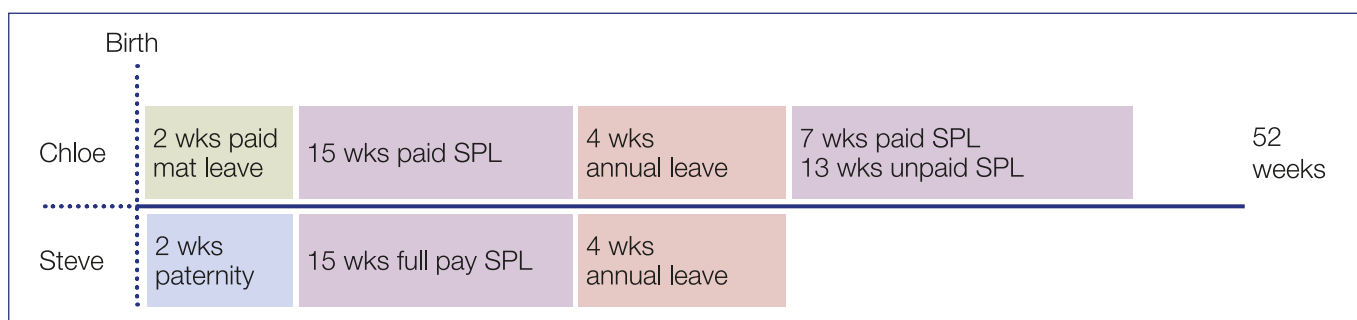 Birth
Chloe
2 wks paid
mat leave
15 wks paid SPL
4 wks
annual leave
7 wks paid SPL
13 wks unpaid SPL
52
weeks
Steve
2 wks
paternity
15 wks full pay SPL
4 wks
annual leave